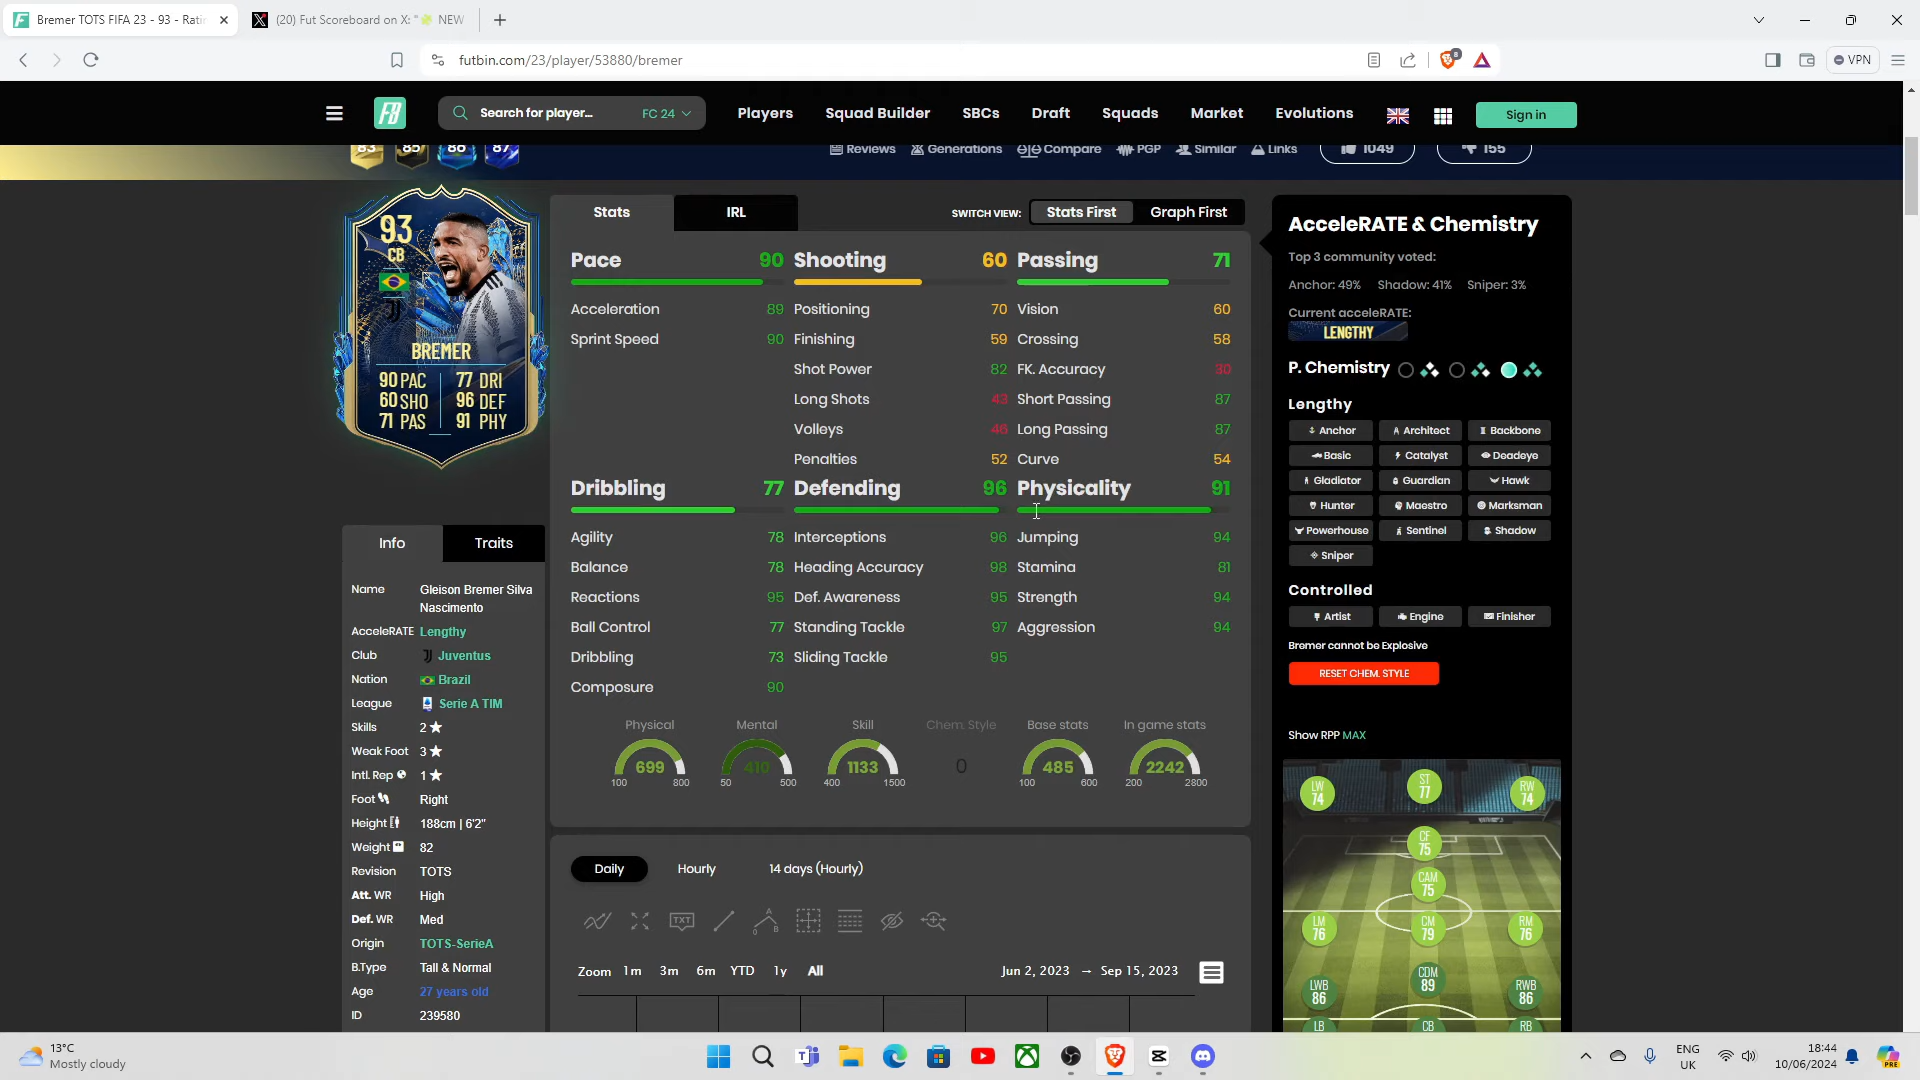 Bremer TOTS FIFA 23 - 93 - Rati
(20) Fut Scoreboard on X: " NEW
futbin.com/23/player/53880/bremer
8
VPN
FB
Search for player...
FC 24
Players
Squad Builder
SBCs
Draft
Squads
Market
Evolutions
Sign in
83 85 86 87
Reviews
Generations
Compare
PGP
Similar
Links
1049
155
93
CB
BREMER
90 PAC 77 DRI
60 SHO 96 DEF
71 PAS 91 PHY
Stats
IRL
SWITCH VIEW:
Stats First
Graph First
Pace 90
Acceleration 89
Sprint Speed 90
Shooting 60
Positioning 70
Finishing 59
Shot Power 82
Long Shots 43
Volleys 46
Penalties 52
Passing 71
Vision 60
Crossing 58
FK. Accuracy 30
Short Passing 87
Long Passing 87
Curve 54
Dribbling 77
Agility 78
Balance 78
Reactions 95
Ball Control 77
Dribbling 73
Composure 90
Defending 96
Interceptions 96
Heading Accuracy 98
Def. Awareness 95
Standing Tackle 97
Sliding Tackle 95
Physicality 91
Jumping 94
Stamina 81
Strength 94
Aggression 94
Physical
699
100 800
Mental
410
50 500
Skill
1133
400 1500
Chem. Style
0
Base stats
485
100 600
In game stats
2242
200 2800
Info
Traits
Name Gleison Bremer Silva
Nascimento
AcceleRATE Lengthy
Club Juventus
Nation Brazil
League Serie A TIM
Skills 2
Weak Foot 3
Intl. Rep 1
Foot Right
Height 188cm | 6'2"
Weight 82
Revision TOTS
Att. WR High
Def. WR Med
Origin TOTS-SerieA
B.Type Tall & Normal
Age 27 years old
ID 239580
Daily
Hourly
14 days (Hourly)
TXT
Zoom 1m 3m 6m YTD 1y All
Jun 2, 2023 → Sep 15, 2023
AcceleRATE & Chemistry
Top 3 community voted:
Anchor: 49% Shadow: 41% Sniper: 3%
Current acceleRATE:
LENGTHY
P. Chemistry
Lengthy
Anchor Architect Backbone
Basic Catalyst Deadeye
Gladiator Guardian Hawk
Hunter Maestro Marksman
Powerhouse Sentinel Shadow
Sniper
Controlled
Artist Engine Finisher
Bremer cannot be Explosive
RESET CHEM. STYLE
Show RPP MAX
LW 74
ST 77
RW 74
CF 75
CAM 75
LM 76
CM 79
RM 76
LWB 86
CDM 89
RWB 86
LB
CB
RB
13°C
Mostly cloudy
ENG
UK
18:44
10/06/2024
PRE